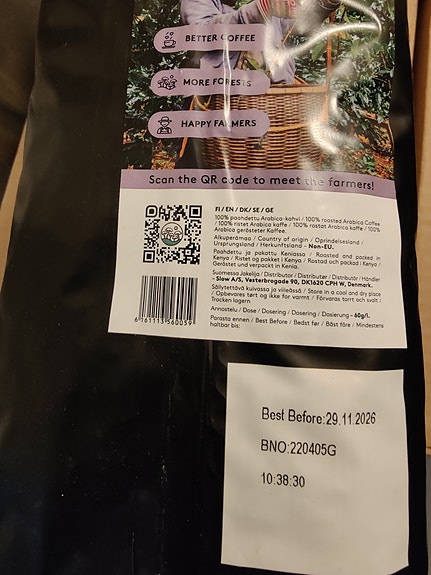 BETTER COFFEE
MORE FORESTS
HAPPY FARMERS
Scan the QR code to meet the farmers!
FI / EN / DK / SE / GE
100% paahdettu Arabica-kahvi / 100% roasted Arabica Coffee
/ 100% ristet Arabica kaffe / 100% rostat Arabica kaffe / 100%
Arabica gerösteter Kaffee.
Alkuperämaa / Country of origin / Oprindelsesland /
Ursprungsland / Herkunftsland – Non-EU.
Paahdettu ja pakattu Keniassa / Roasted and packed in
Kenya / Ristet og pakket i Kenya / Rostad och packad i Kenya /
Geröstet und verpackt in Kenia.
Suomessa Jakelija / Distributor / Distributør / Distributör / Händler
– Slow A/S, Vesterbrogade 90, DK1620 CPH W, Denmark.
Säilytettävä kuivassa ja viileässä / Store in a cool and dry place
/ Opbevares tørt og ikke for varmt / Förvaras torrt och svalt /
Trocken lagern
Annostelu / Dose / Dosering / Dosering / Dosierung – 60g/l.
Parasta ennen / Best Before / Bedst før / Bäst före / Mindestens
haltbar bis:
6 161113 560059
Best Before:29.11.2026
BNO:220405G
10:38:30